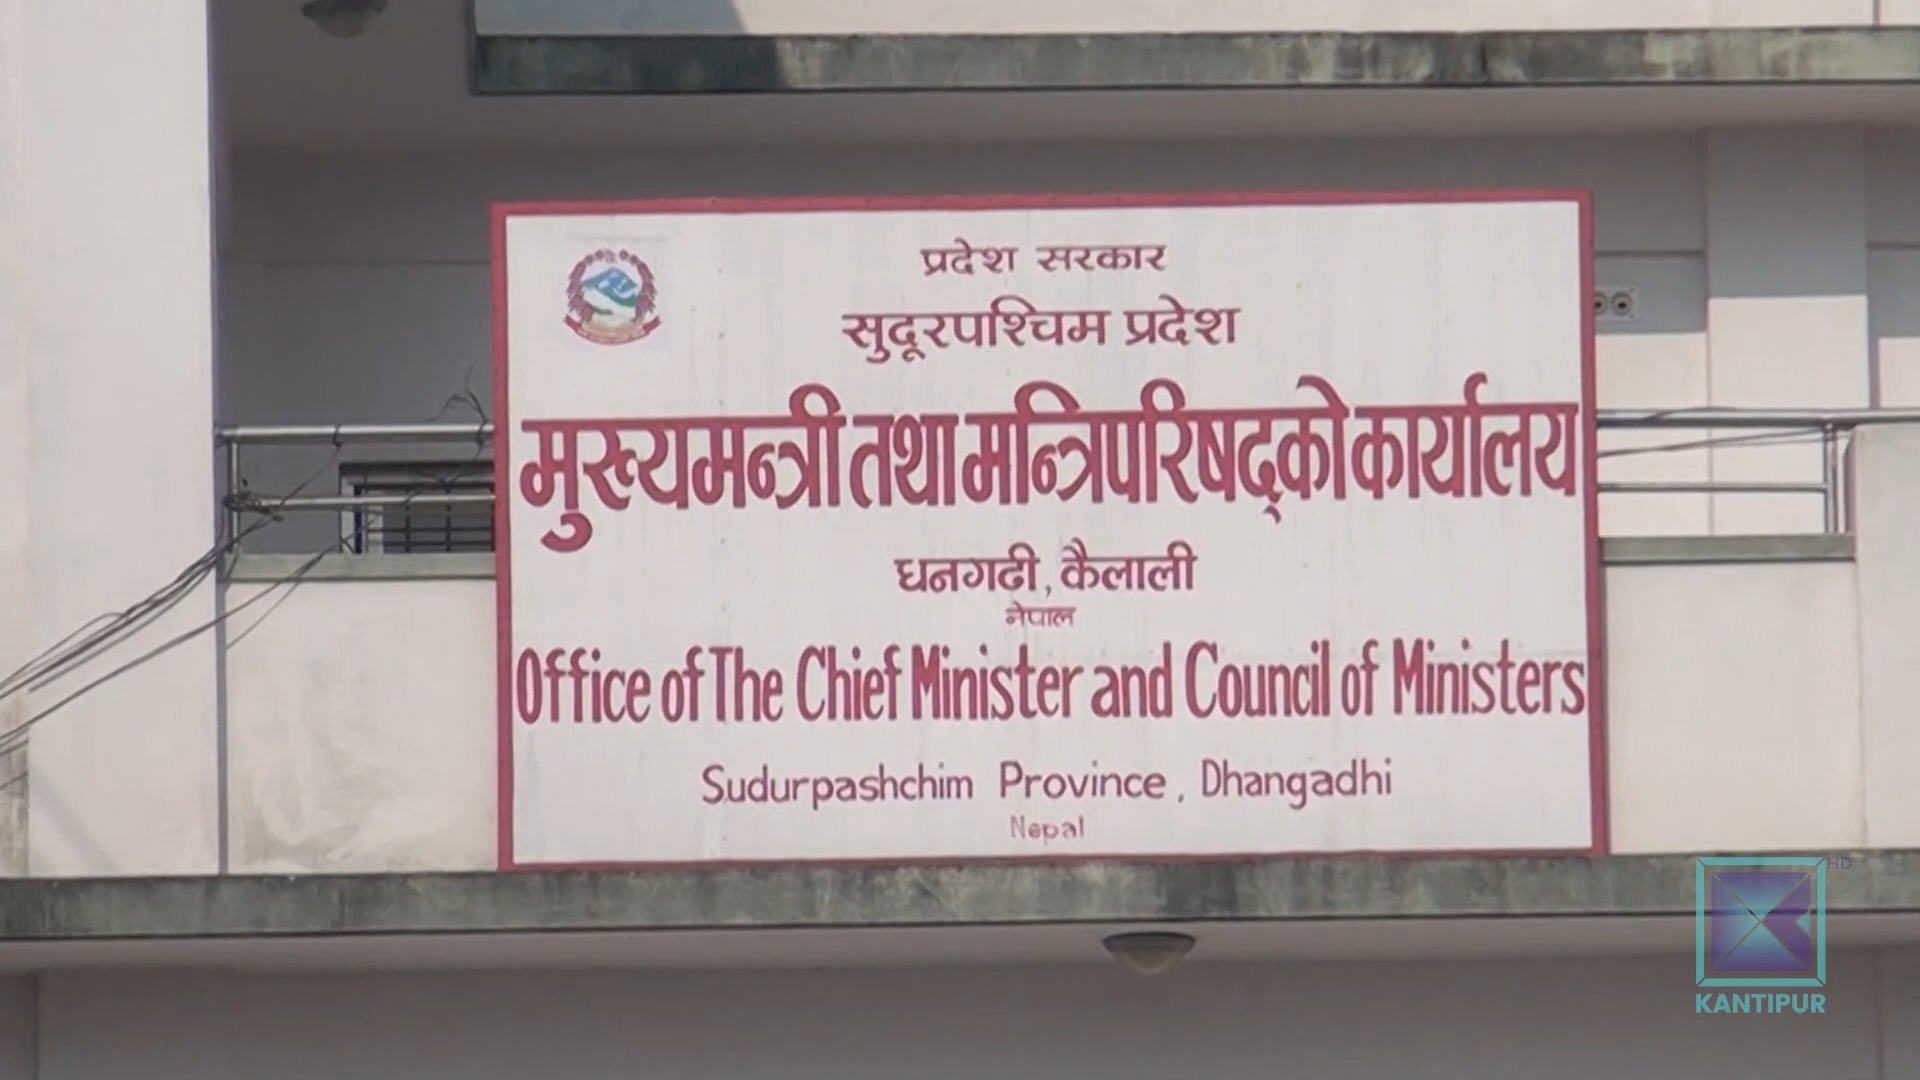 प्रदेश सरकार
सुदूरपश्चिम प्रदेश
मुख्यमन्त्री तथा मन्त्रिपरिषद्को कार्यालय
धनगढी, कैलाली
नेपाल
Office of The Chief Minister and Council of Ministers
Sudurpashchim Province, Dhangadhi
Nepal
HD
KANTIPUR